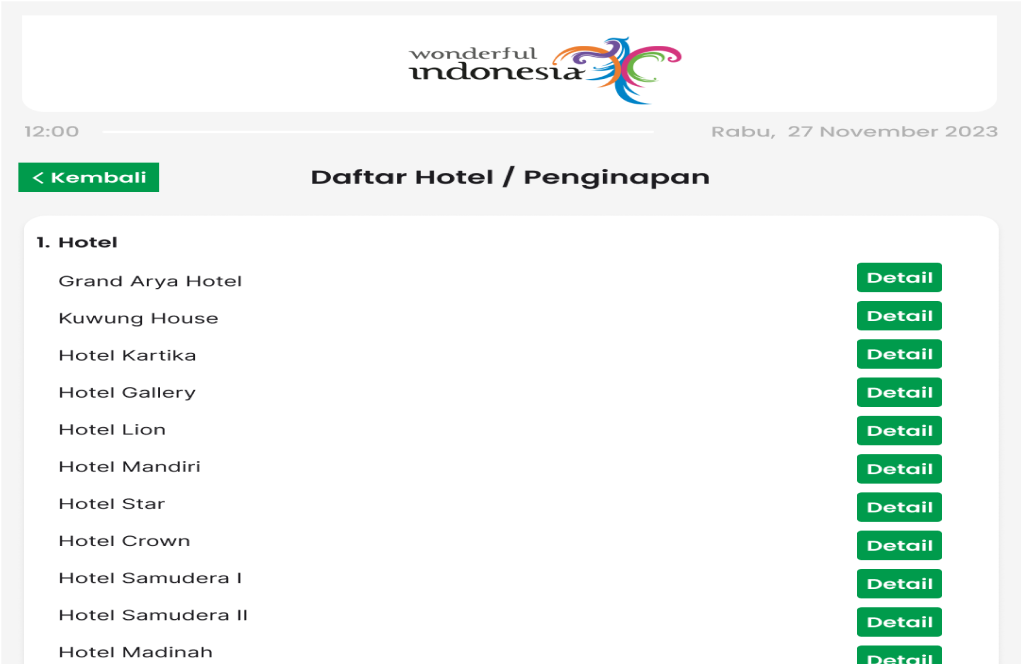 wonderful
indonesia
12:00 Rabu, 27 November 2023
< Kembali Daftar Hotel / Penginapan
1. Hotel
Grand Arya Hotel Detail
Kuwung House Detail
Hotel Kartika Detail
Hotel Gallery Detail
Hotel Lion Detail
Hotel Mandiri Detail
Hotel Star Detail
Hotel Crown Detail
Hotel Samudera I Detail
Hotel Samudera II Detail
Hotel Madinah Detail